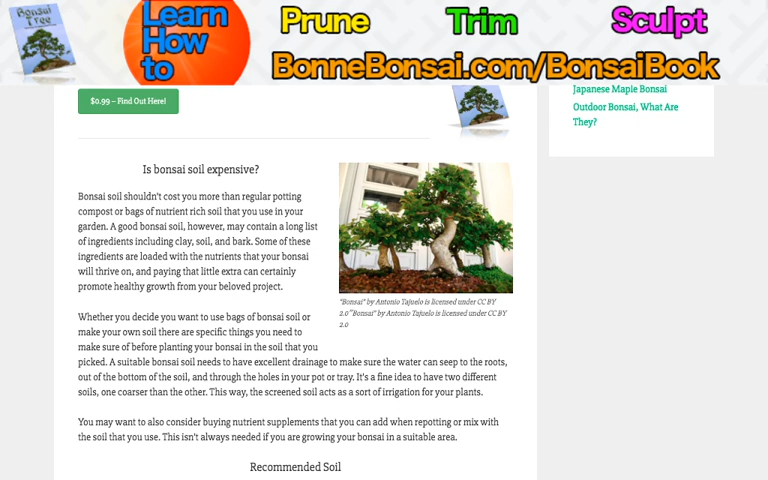 Bonsai
Tree
Learn
How
to
Prune
Trim
Sculpt
BonneBonsai.com/BonsaiBook
$0.99 – Find Out Here!
Japanese Maple Bonsai
Outdoor Bonsai, What Are
They?
Is bonsai soil expensive?
Bonsai soil shouldn't cost you more than regular potting
compost or bags of nutrient rich soil that you use in your
garden. A good bonsai soil, however, may contain a long list
of ingredients including clay, soil, and bark. Some of these
ingredients are loaded with the nutrients that your bonsai
will thrive on, and paying that little extra can certainly
promote healthy growth from your beloved project.
"Bonsai" by Antonio Tajuelo is licensed under CC BY
2.0"Bonsai" by Antonio Tajuelo is licensed under CC BY
2.0
Whether you decide you want to use bags of bonsai soil or
make your own soil there are specific things you need to
make sure of before planting your bonsai in the soil that you
picked. A suitable bonsai soil needs to have excellent drainage to make sure the water can seep to the roots,
out of the bottom of the soil, and through the holes in your pot or tray. It's a fine idea to have two different
soils, one coarser than the other. This way, the screened soil acts as a sort of irrigation for your plants.
You may want to also consider buying nutrient supplements that you can add when repotting or mix with
the soil that you use. This isn't always needed if you are growing your bonsai in a suitable area.
Recommended Soil